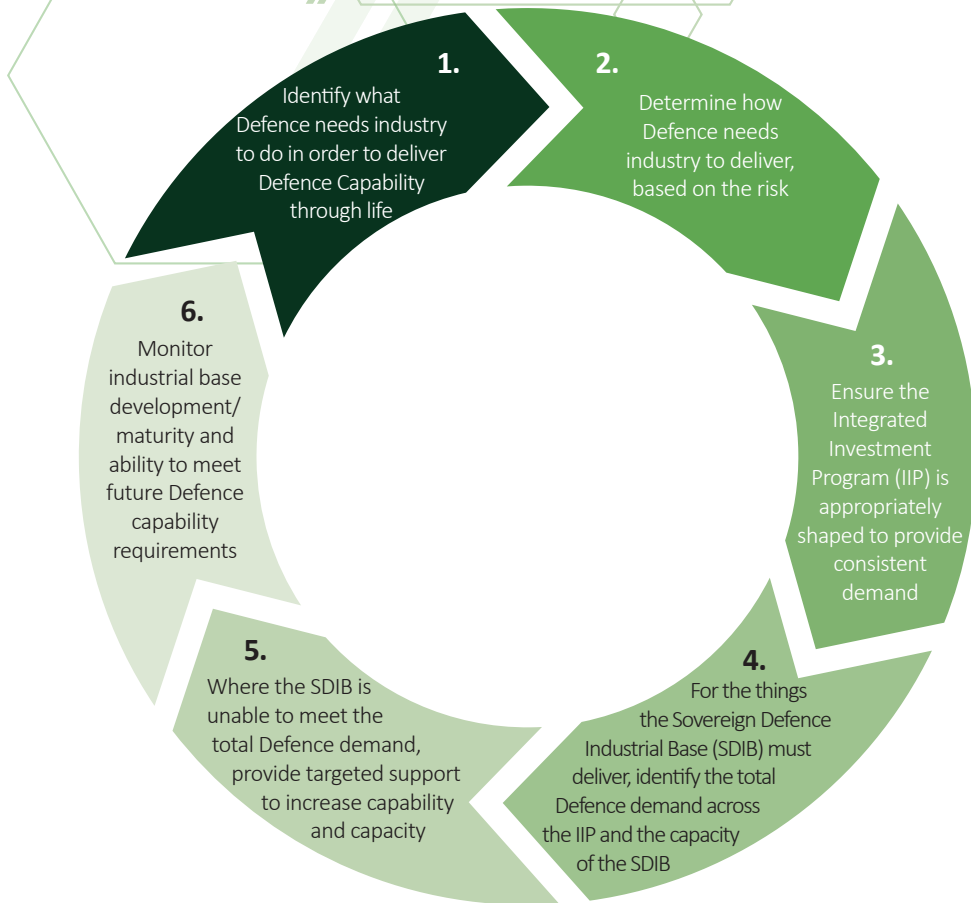 1.
Identify what
Defence needs industry
to do in order to deliver
Defence Capability
through life
2.
Determine how
Defence needs
industry to deliver,
based on the risk
3.
Ensure the
Integrated
Investment
Program (IIP) is
appropriately
shaped to provide
consistent
demand
4.
For the things
the Sovereign Defence
Industrial Base (SDIB) must
deliver, identify the total
Defence demand across
the IIP and the capacity
of the SDIB
5.
Where the SDIB is
unable to meet the
total Defence demand,
provide targeted support
to increase capability
and capacity
6.
Monitor
industrial base
development/
maturity and
ability to meet
future Defence
capability
requirements